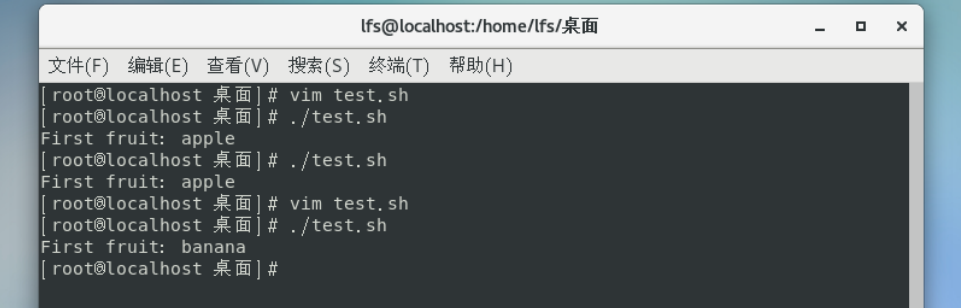 lfs@localhost:/home/lfs/桌面
文件(F) 编辑(E) 查看(V) 搜索(S) 终端(T) 帮助(H)
[root@localhost 桌面]# vim test.sh
[root@localhost 桌面]# ./test.sh
First fruit: apple
[root@localhost 桌面]# ./test.sh
First fruit: apple
[root@localhost 桌面]# vim test.sh
[root@localhost 桌面]# ./test.sh
First fruit: banana
[root@localhost 桌面]#